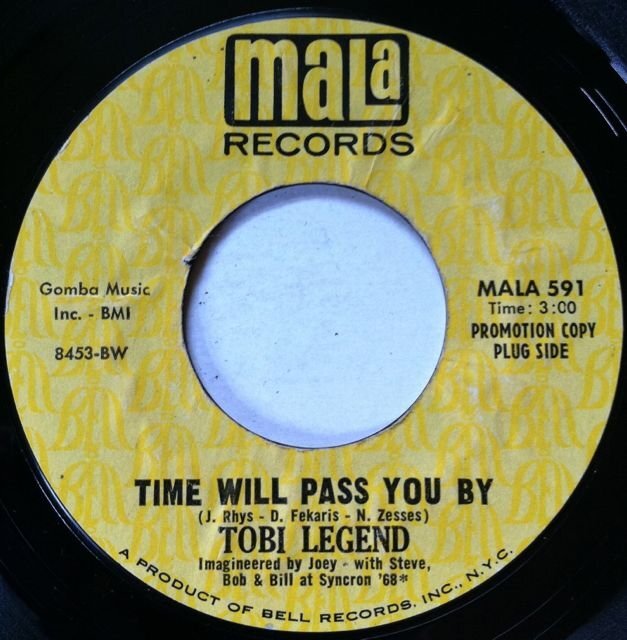 mala
RECORDS
Gomba Music
Inc. - BMI
8453-BW
MALA 591
Time: 3:00
PROMOTION COPY
PLUG SIDE
TIME WILL PASS YOU BY
(J. Rhys - D. Fekaris - N. Zesses)
TOBI LEGEND
Imagineered by Joey - with Steve,
Bob & Bill at Syncron '68*
A PRODUCT OF BELL RECORDS, INC., N.Y.C.